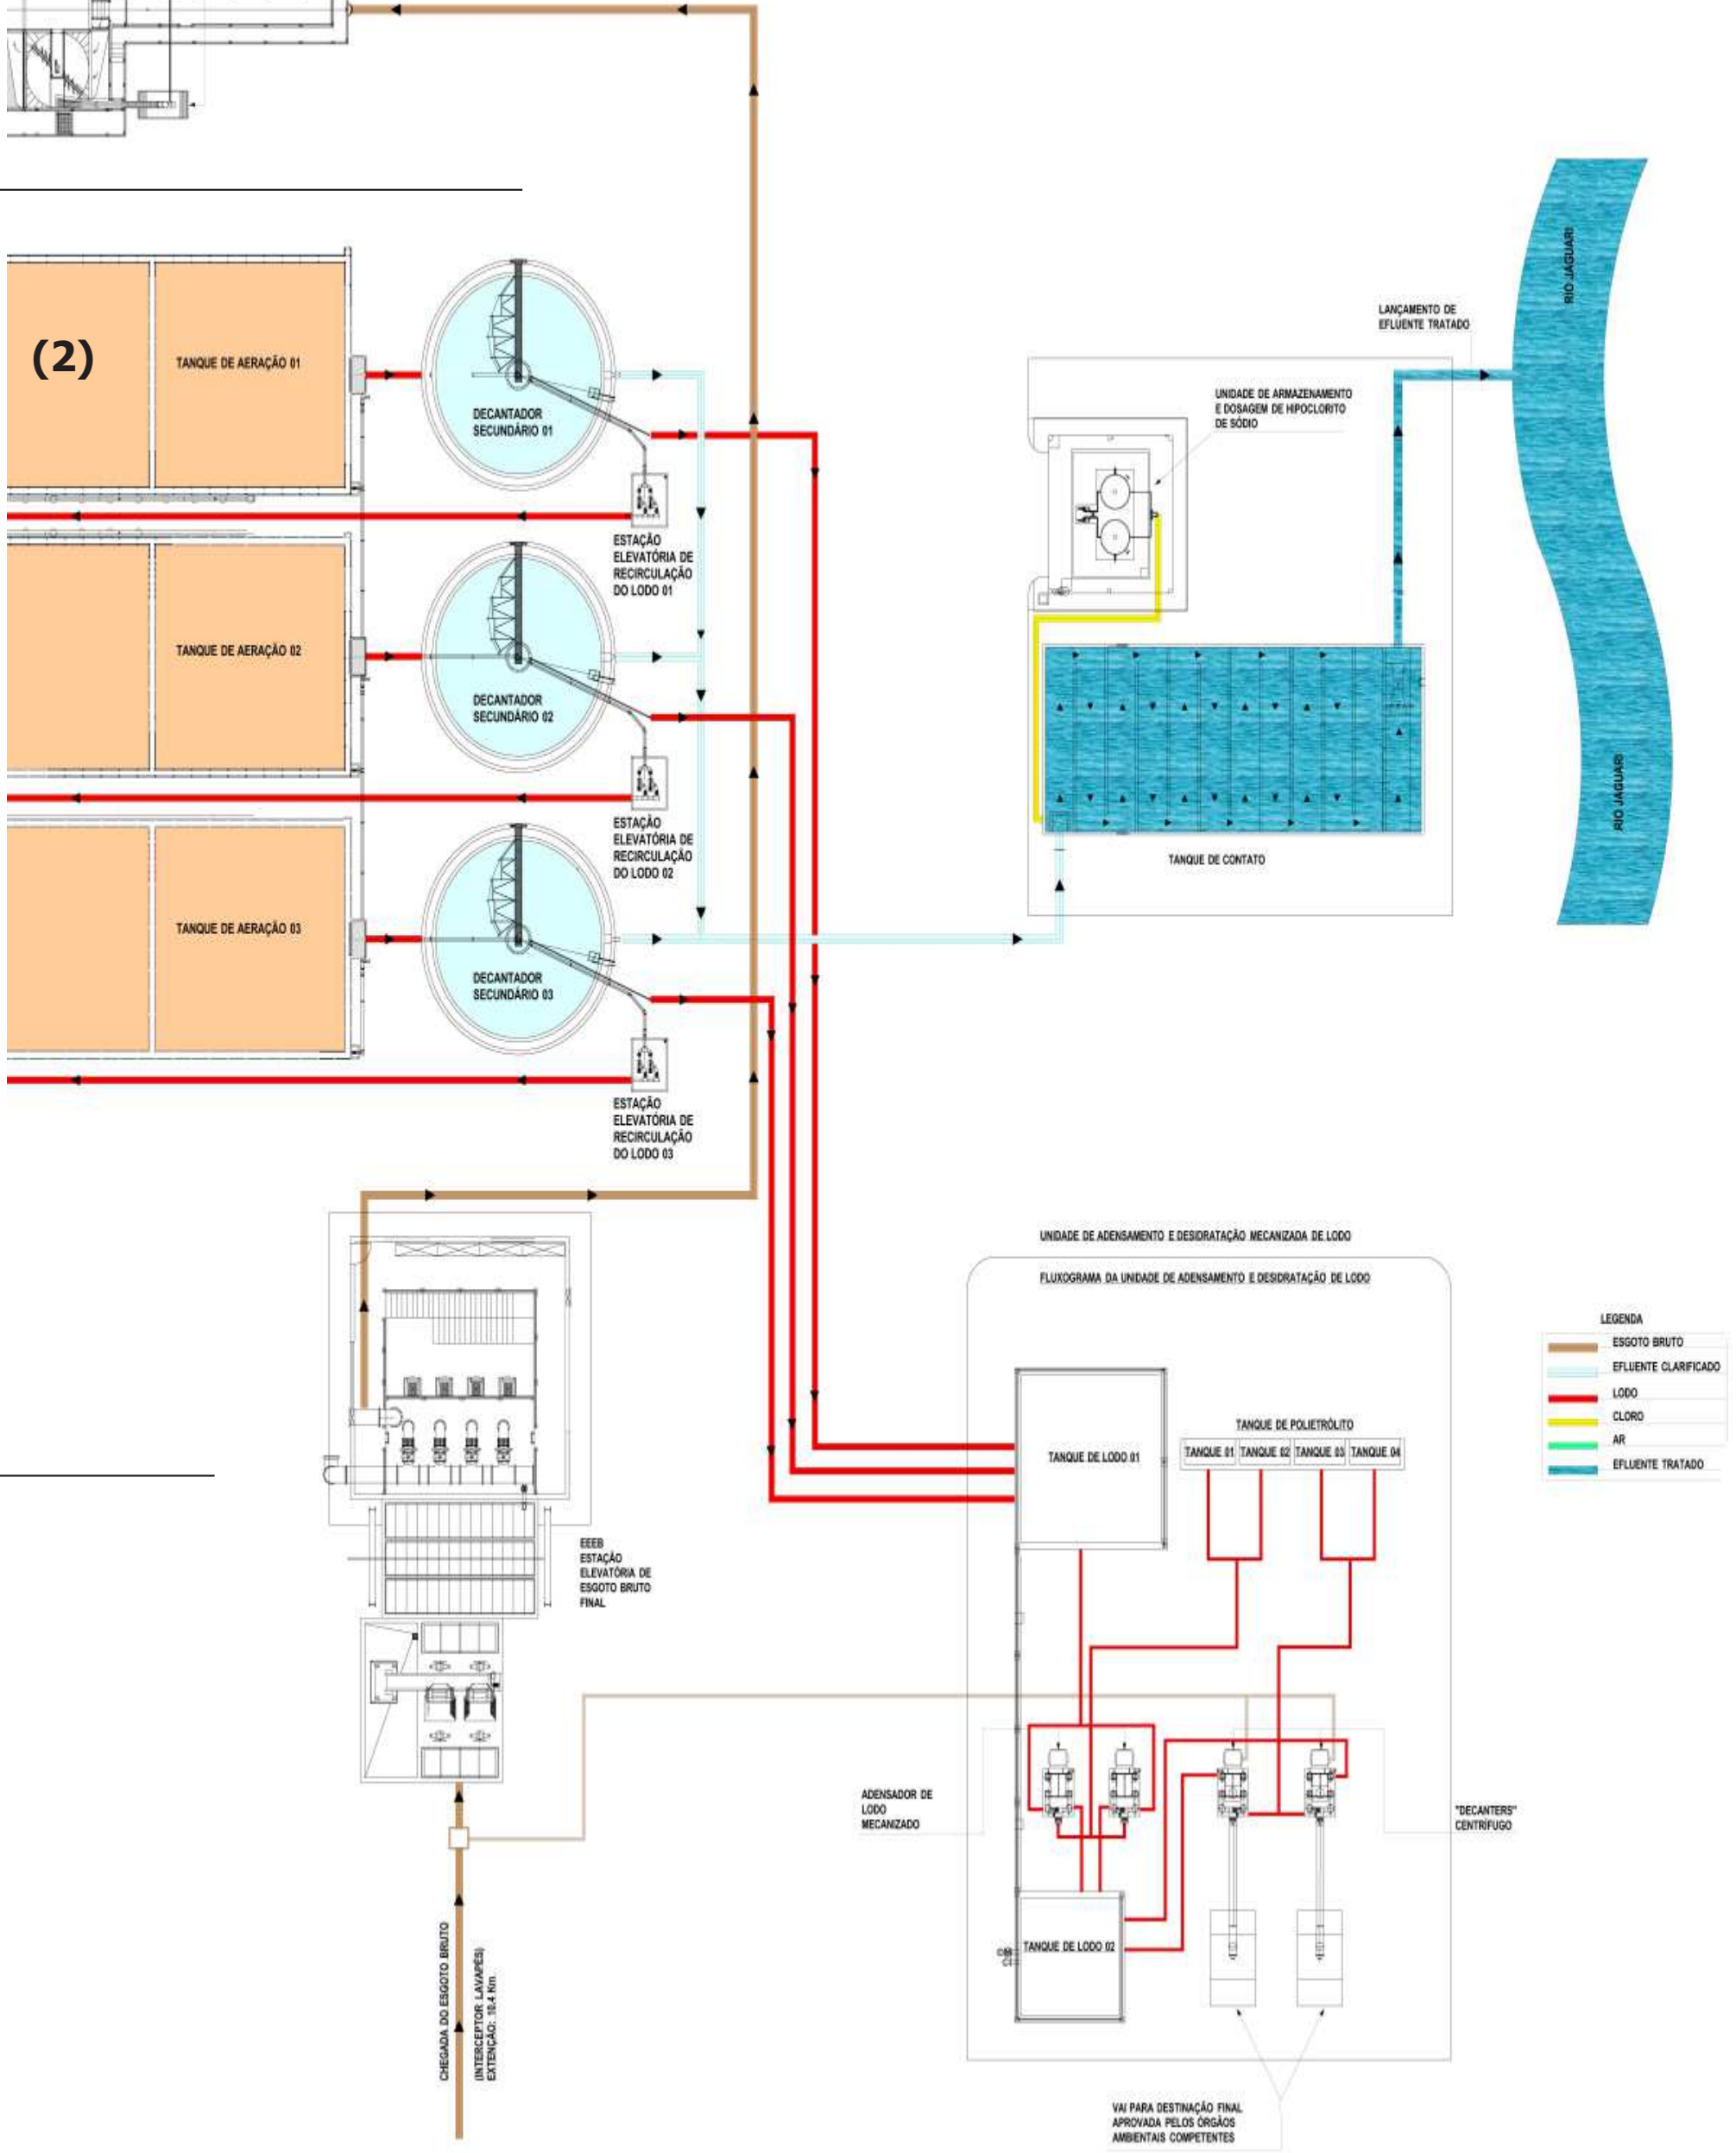 RIO JAGUARI
LANÇAMENTO DE
EFLUENTE TRATADO
(2)
TANQUE DE AERAÇÃO 01
DECANTADOR
SECUNDÁRIO 01
UNIDADE DE ARMAZENAMENTO
E DOSAGEM DE HIPOCLORITO
DE SÓDIO
ESTAÇÃO
ELEVATÓRIA DE
RECIRCULAÇÃO
DO LODO 01
TANQUE DE AERAÇÃO 02
DECANTADOR
SECUNDÁRIO 02
RIO JAGUARI
ESTAÇÃO
ELEVATÓRIA DE
RECIRCULAÇÃO
DO LODO 02
TANQUE DE CONTATO
TANQUE DE AERAÇÃO 03
DECANTADOR
SECUNDÁRIO 03
ESTAÇÃO
ELEVATÓRIA DE
RECIRCULAÇÃO
DO LODO 03
UNIDADE DE ADENSAMENTO E DESIDRATAÇÃO MECANIZADA DE LODO
FLUXOGRAMA DA UNIDADE DE ADENSAMENTO E DESIDRATAÇÃO DE LODO
LEGENDA
ESGOTO BRUTO
EFLUENTE CLARIFICADO
LODO
CLORO
AR
EFLUENTE TRATADO
TANQUE DE POLIETRÓLITO
TANQUE 01 TANQUE 02 TANQUE 03 TANQUE 04
TANQUE DE LODO 01
EEEB
ESTAÇÃO
ELEVATÓRIA DE
ESGOTO BRUTO
FINAL
ADENSADOR DE
LODO
MECANIZADO
"DECANTERS"
CENTRÍFUGO
TANQUE DE LODO 02
CHEGADA DO ESGOTO BRUTO
(INTERCEPTOR LAVAPÉS)
EXTENÇÃO: 10.4 Km
VAI PARA DESTINAÇÃO FINAL
APROVADA PELOS ÓRGÃOS
AMBIENTAIS COMPETENTES